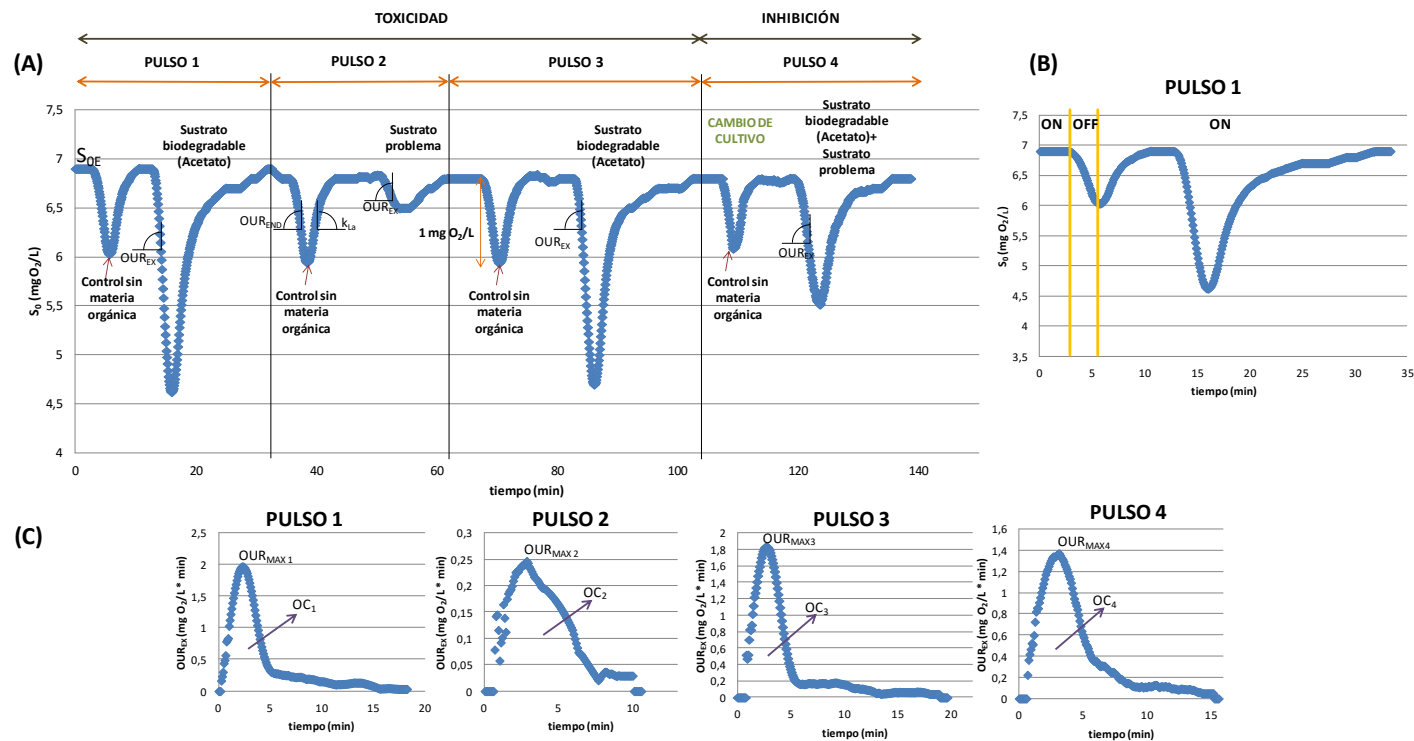 TOXICIDAD
INHIBICIÓN
(A)
PULSO 1
PULSO 2
PULSO 3
PULSO 4
7,5
7
6,5
6
5,5
5
4,5
4
S0 (mg O2/L)
S0E
Sustrato
biodegradable
(Acetato)
OUREX
Control sin
materia
orgánica
Sustrato
problema
OUREND
kLa
OUREX
Control sin
materia
orgánica
1 mg O2/L
Sustrato
biodegradable
(Acetato)
OUREX
Control sin
materia
orgánica
CAMBIO DE
CULTIVO
Sustrato
biodegradable
(Acetato)+
Sustrato
problema
OUREX
Control sin
materia
orgánica
0 20 40 60 80 100 120 140
tiempo (min)
(B)
PULSO 1
ON OFF ON
7,5
7
6,5
6
5,5
5
4,5
4
3,5
S0 (mg O2/L)
0 5 10 15 20 25 30 35
tiempo (min)
(C)
PULSO 1
OURMAX 1
OC1
2,5
2
1,5
1
0,5
0
OUREX (mg O2/L * min)
0 5 10 15 20
tiempo (min)
PULSO 2
OURMAX 2
OC2
0,3
0,25
0,2
0,15
0,1
0,05
0
OUREX (mg O2/L * min)
0 5 10
tiempo (min)
PULSO 3
OURMAX3
OC3
2
1,8
1,6
1,4
1,2
1
0,8
0,6
0,4
0,2
0
OUREX (mg O2/L * min)
0 5 10 15 20
tiempo (min)
PULSO 4
OURMAX4
OC4
1,6
1,4
1,2
1
0,8
0,6
0,4
0,2
0
OUREX (mg O2/L * min)
0 5 10 15
tiempo (min)